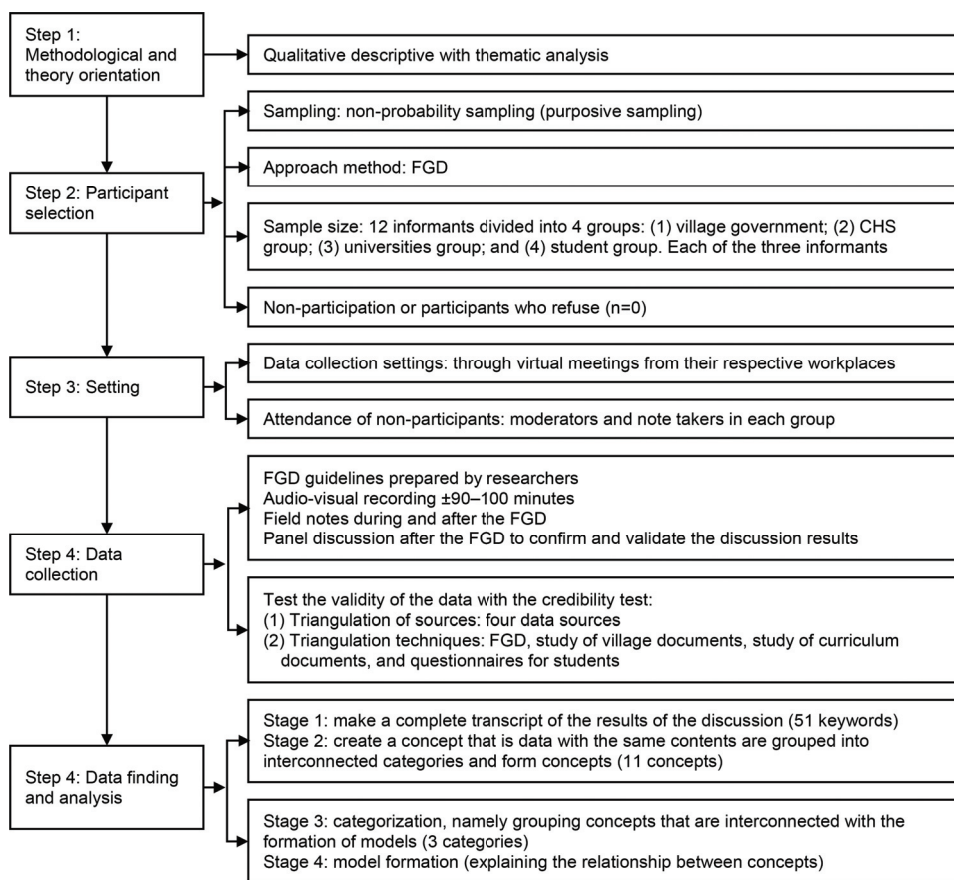 Step 1:
Methodological and
theory orientation
Qualitative descriptive with thematic analysis
Sampling: non-probability sampling (purposive sampling)
Approach method: FGD
Step 2: Participant
selection
Sample size: 12 informants divided into 4 groups: (1) village government; (2) CHS
group; (3) universities group; and (4) student group. Each of the three informants
Non-participation or participants who refuse (n=0)
Step 3: Setting
Data collection settings: through virtual meetings from their respective workplaces
Attendance of non-participants: moderators and note takers in each group
Step 4: Data
collection
FGD guidelines prepared by researchers
Audio-visual recording ±90–100 minutes
Field notes during and after the FGD
Panel discussion after the FGD to confirm and validate the discussion results
Test the validity of the data with the credibility test:
(1) Triangulation of sources: four data sources
(2) Triangulation techniques: FGD, study of village documents, study of curriculum
documents, and questionnaires for students
Step 4: Data finding
and analysis
Stage 1: make a complete transcript of the results of the discussion (51 keywords)
Stage 2: create a concept that is data with the same contents are grouped into
interconnected categories and form concepts (11 concepts)
Stage 3: categorization, namely grouping concepts that are interconnected with the
formation of models (3 categories)
Stage 4: model formation (explaining the relationship between concepts)